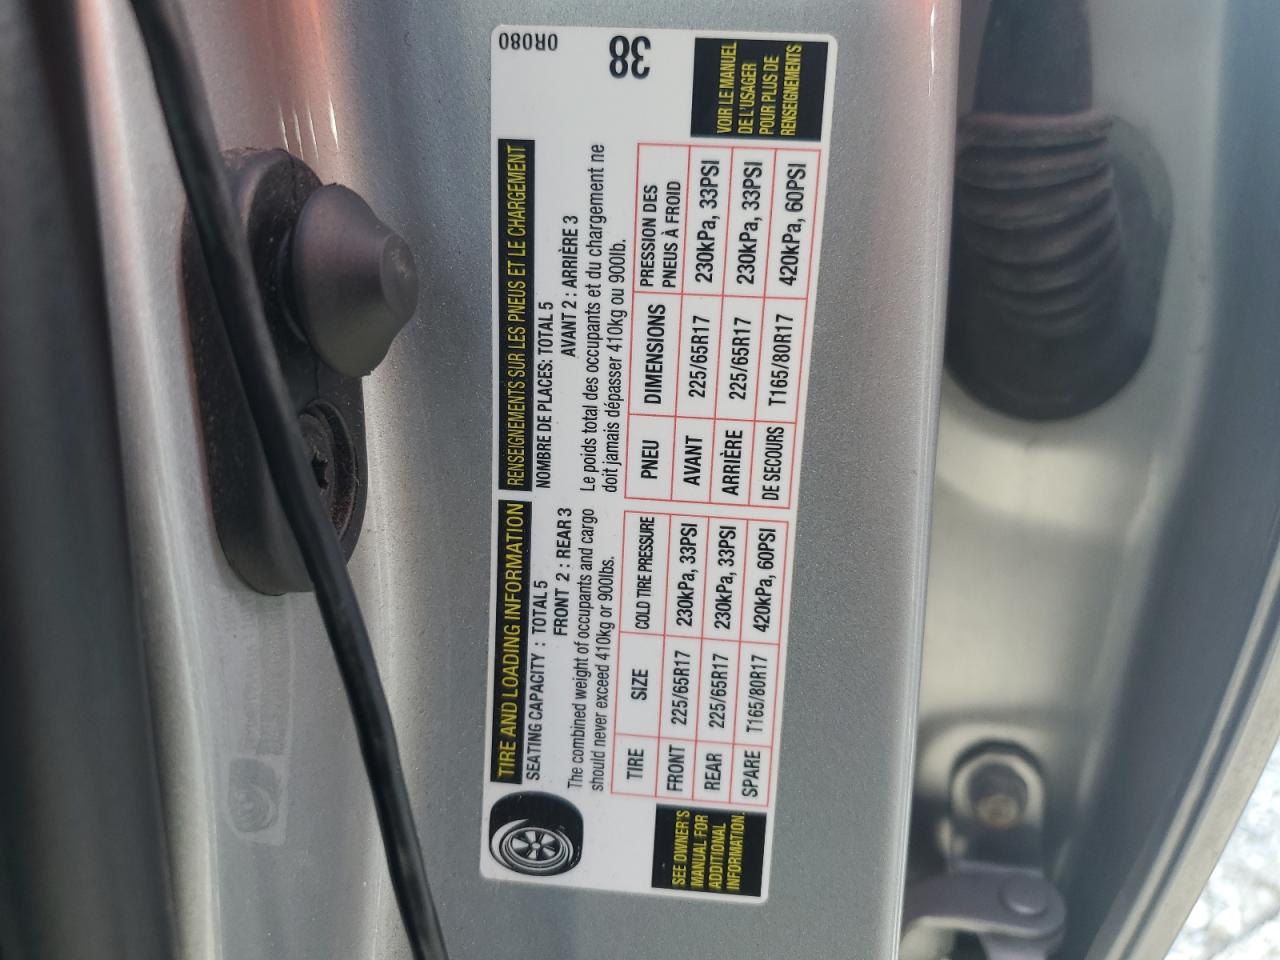 TIRE AND LOADING INFORMATION
SEATING CAPACITY : TOTAL 5
FRONT 2 : REAR 3
The combined weight of occupants and cargo
should never exceed 410kg or 900lbs.
TIRE SIZE COLD TIRE PRESSURE
FRONT 225/65R17 230kPa, 33PSI
REAR 225/65R17 230kPa, 33PSI
SPARE T165/80R17 420kPa, 60PSI
SEE OWNER'S
MANUAL FOR
ADDITIONAL
INFORMATION.
RENSEIGNEMENTS SUR LES PNEUS ET LE CHARGEMENT
NOMBRE DE PLACES: TOTAL 5
AVANT 2 : ARRIÈRE 3
Le poids total des occupants et du chargement ne
doit jamais dépasser 410kg ou 900lb.
PNEU DIMENSIONS PRESSION DES
PNEUS À FROID
AVANT 225/65R17 230kPa, 33PSI
ARRIÈRE 225/65R17 230kPa, 33PSI
DE SECOURS T165/80R17 420kPa, 60PSI
VOIR LE MANUEL
DE L'USAGER
POUR PLUS DE
RENSEIGNEMENTS
0R080
38